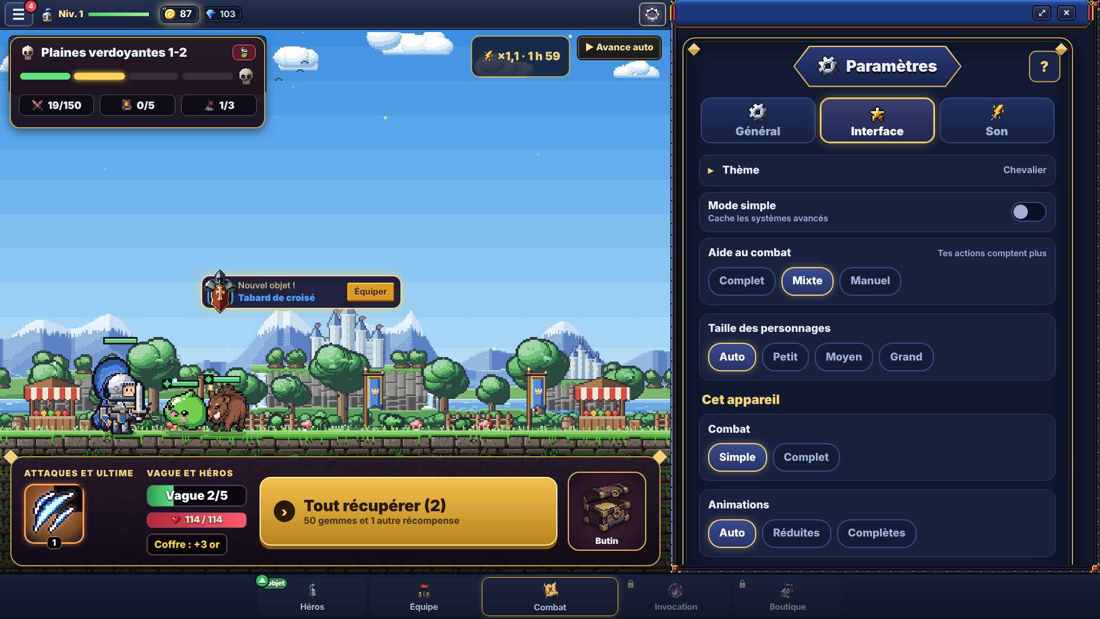 4
Niv. 1
87
103
Plaines verdoyantes 1-2
19/150
0/5
1/3
×1,1 · 1 h 59
Avance auto
Nouvel objet !
Tabard de croisé
Équiper
ATTAQUES ET ULTIME
1
VAGUE ET HÉROS
Vague 2/5
114 / 114
Coffre : +3 or
Tout récupérer (2)
50 gemmes et 1 autre récompense
Butin
objet
Héros
Équipe
Combat
Invocation
Boutique
Paramètres
?
Général
Interface
Son
Thème
Chevalier
Mode simple
Cache les systèmes avancés
Aide au combat
Tes actions comptent plus
Complet
Mixte
Manuel
Taille des personnages
Auto
Petit
Moyen
Grand
Cet appareil
Combat
Simple
Complet
Animations
Auto
Réduites
Complètes